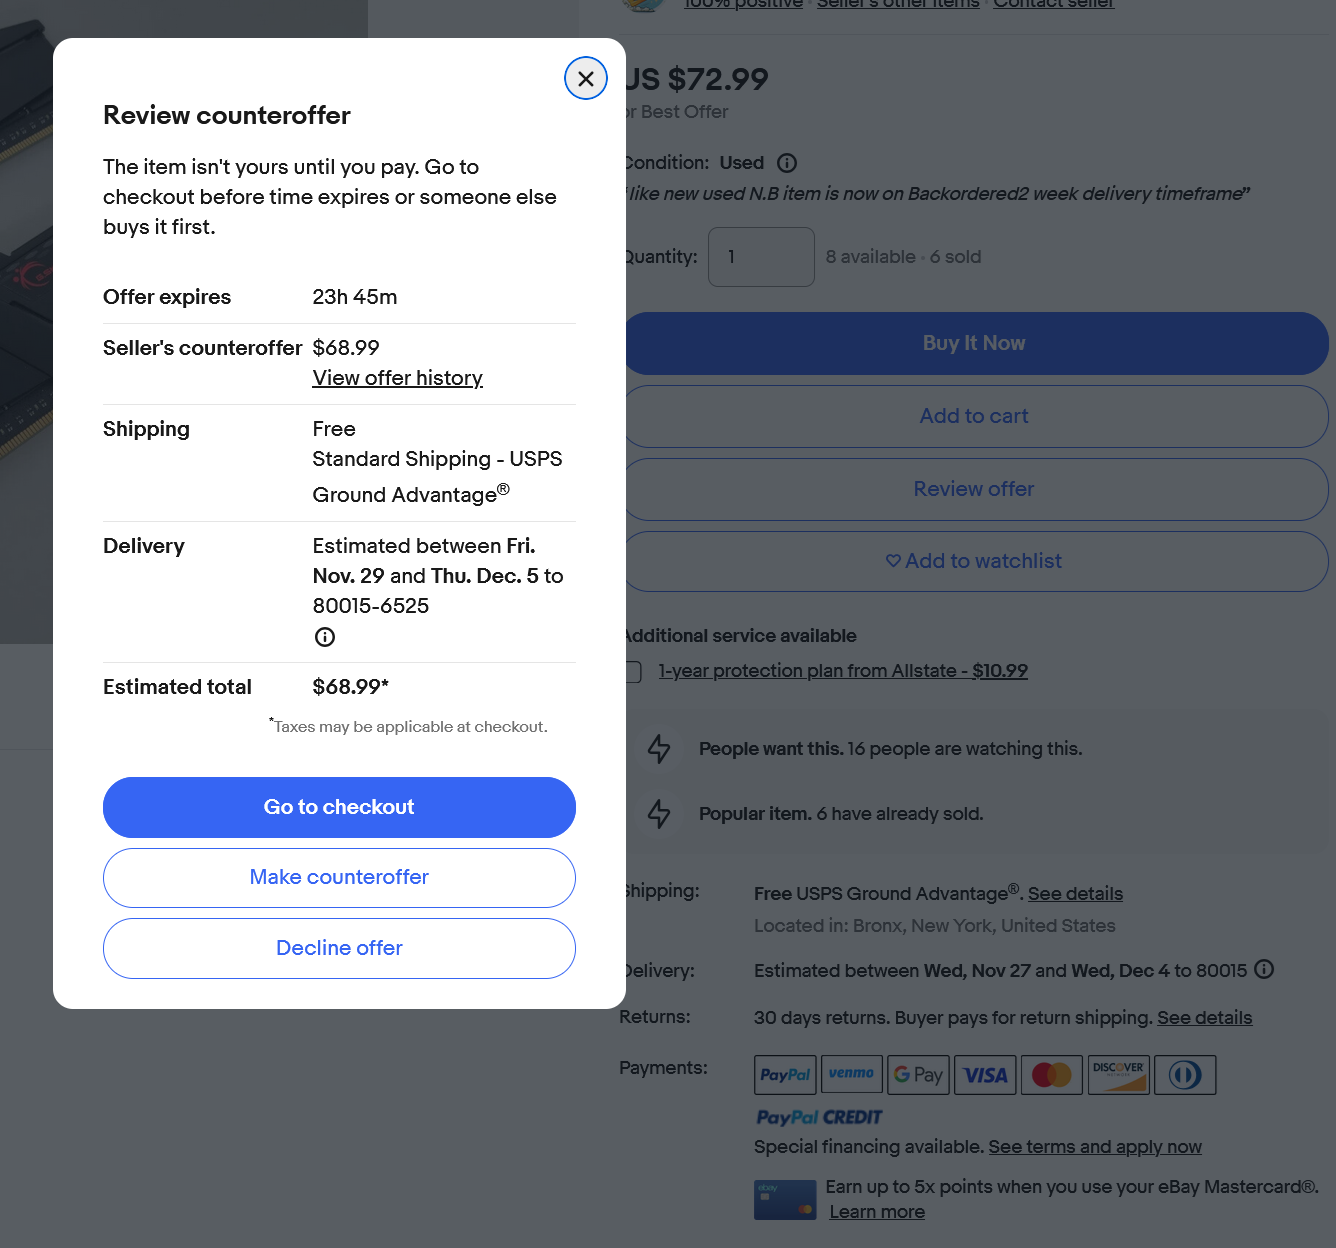 Review counteroffer
The item isn't yours until you pay. Go to
checkout before time expires or someone else
buys it first.
Offer expires 23h 45m
Seller's counteroffer $68.99
View offer history
Shipping Free
Standard Shipping - USPS
Ground Advantage®
Delivery Estimated between Fri.
Nov. 29 and Thu. Dec. 5 to
80015-6525
Estimated total $68.99*
*Taxes may be applicable at checkout.
Go to checkout
Make counteroffer
Decline offer
100% positive · Seller's other items · Contact seller
US $72.99
or Best Offer
Condition: Used
“like new used N.B item is now on Backordered2 week delivery timeframe”
Quantity: 1 8 available · 6 sold
Buy It Now
Add to cart
Review offer
Add to watchlist
Additional service available
1-year protection plan from Allstate - $10.99
People want this. 16 people are watching this.
Popular item. 6 have already sold.
Shipping: Free USPS Ground Advantage®. See details
Located in: Bronx, New York, United States
Delivery: Estimated between Wed, Nov 27 and Wed, Dec 4 to 80015
Returns: 30 days returns. Buyer pays for return shipping. See details
Payments: PayPal venmo G Pay VISA DISCOVER
PayPal CREDIT
Special financing available. See terms and apply now
ebay
Earn up to 5x points when you use your eBay Mastercard®.
Learn more